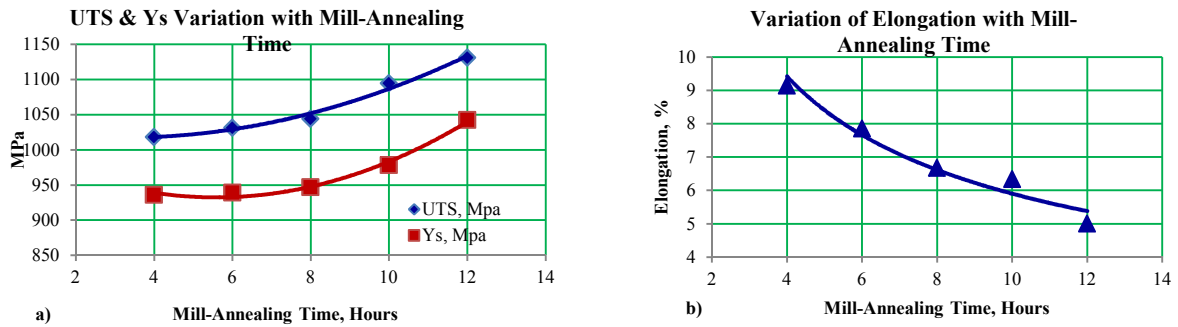 UTS & Ys Variation with Mill-Annealing
Time
1150
1100
1050
1000
950
900
850
MPa
UTS, Mpa
Ys, Mpa
2
4
6
8
10
12
14
a)
Mill-Annealing Time, Hours
Variation of Elongation with Mill-
Annealing Time
10
9
8
7
6
5
4
Elongation, %
2
4
6
8
10
12
14
b)
Mill-Annealing Time, Hours